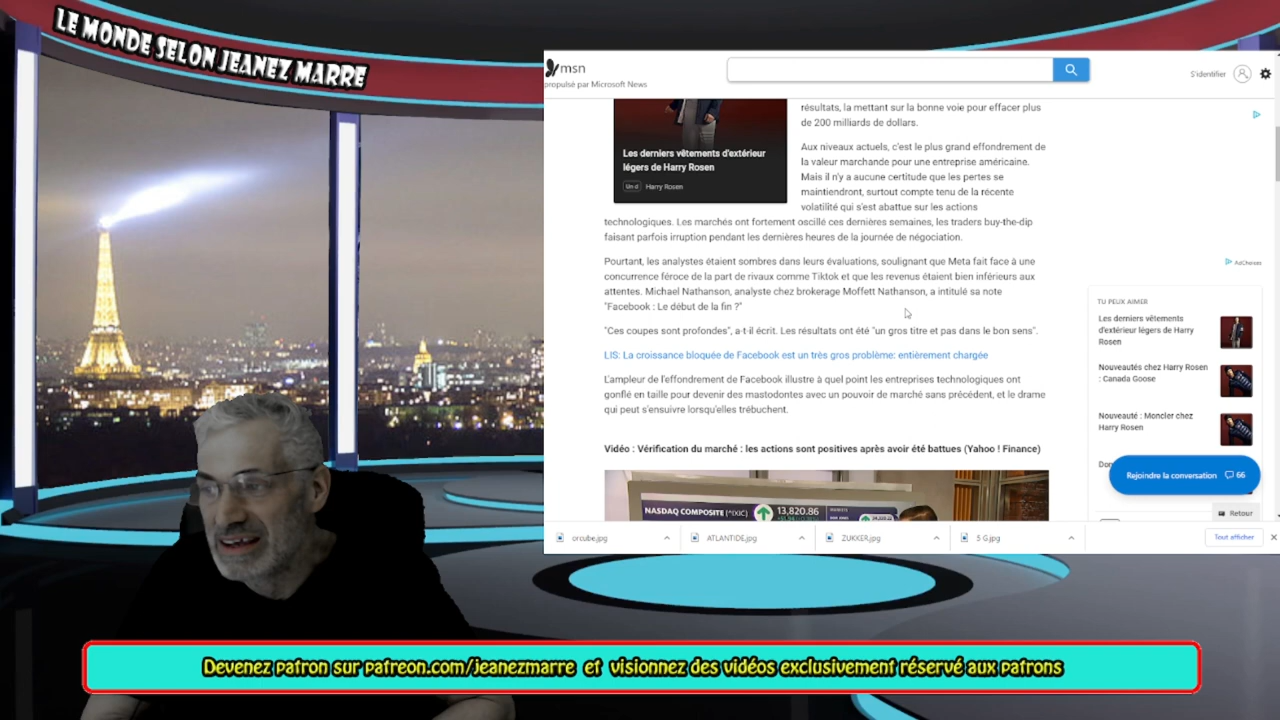 LE MONDE SELON JEANEZ MARRE
msn
propulsé par Microsoft News
S'identifier
résultats, la mettant sur la bonne voie pour effacer plus
de 200 milliards de dollars.
Aux niveaux actuels, c'est le plus grand effondrement de
la valeur marchande pour une entreprise américaine.
Mais il n'y a aucune certitude que les pertes se
maintiendront, surtout compte tenu de la récente
volatilité qui s'est abattue sur les actions
technologiques. Les marchés ont fortement oscillé ces dernières semaines, les traders buy-the-dip
faisant parfois irruption pendant les dernières heures de la journée de négociation.
Les derniers vêtements d'extérieur
légers de Harry Rosen
Un d Harry Rosen
Pourtant, les analystes étaient sombres dans leurs évaluations, soulignant que Meta fait face à une
concurrence féroce de la part de rivaux comme Tiktok et que les revenus étaient bien inférieurs aux
attentes. Michael Nathanson, analyste chez brokerage Moffett Nathanson, a intitulé sa note
"Facebook : Le début de la fin ?"
"Ces coupes sont profondes", a-t-il écrit. Les résultats ont été "un gros titre et pas dans le bon sens".
LIS: La croissance bloquée de Facebook est un très gros problème: entièrement chargée
L'ampleur de l'effondrement de Facebook illustre à quel point les entreprises technologiques ont
gonflé en taille pour devenir des mastodontes avec un pouvoir de marché sans précédent, et le drame
qui peut s'ensuivre lorsqu'elles trébuchent.
Vidéo : Vérification du marché : les actions sont positives après avoir été battues (Yahoo ! Finance)
NASDAQ COMPOSITE (^IXIC) 13,820.86
AdChoices
TU PEUX AIMER
Les derniers vêtements
d'extérieur légers de Harry
Rosen
Nouveautés chez Harry Rosen
: Canada Goose
Nouveauté : Moncler chez
Harry Rosen
Rejoindre la conversation 66
Retour
orcube.jpg
ATLANTIDE.jpg
ZUKKER.jpg
5 G.jpg
Tout afficher
Devenez patron sur patreon.com/jeanezmarre et visionnez des vidéos exclusivement réservé aux patrons